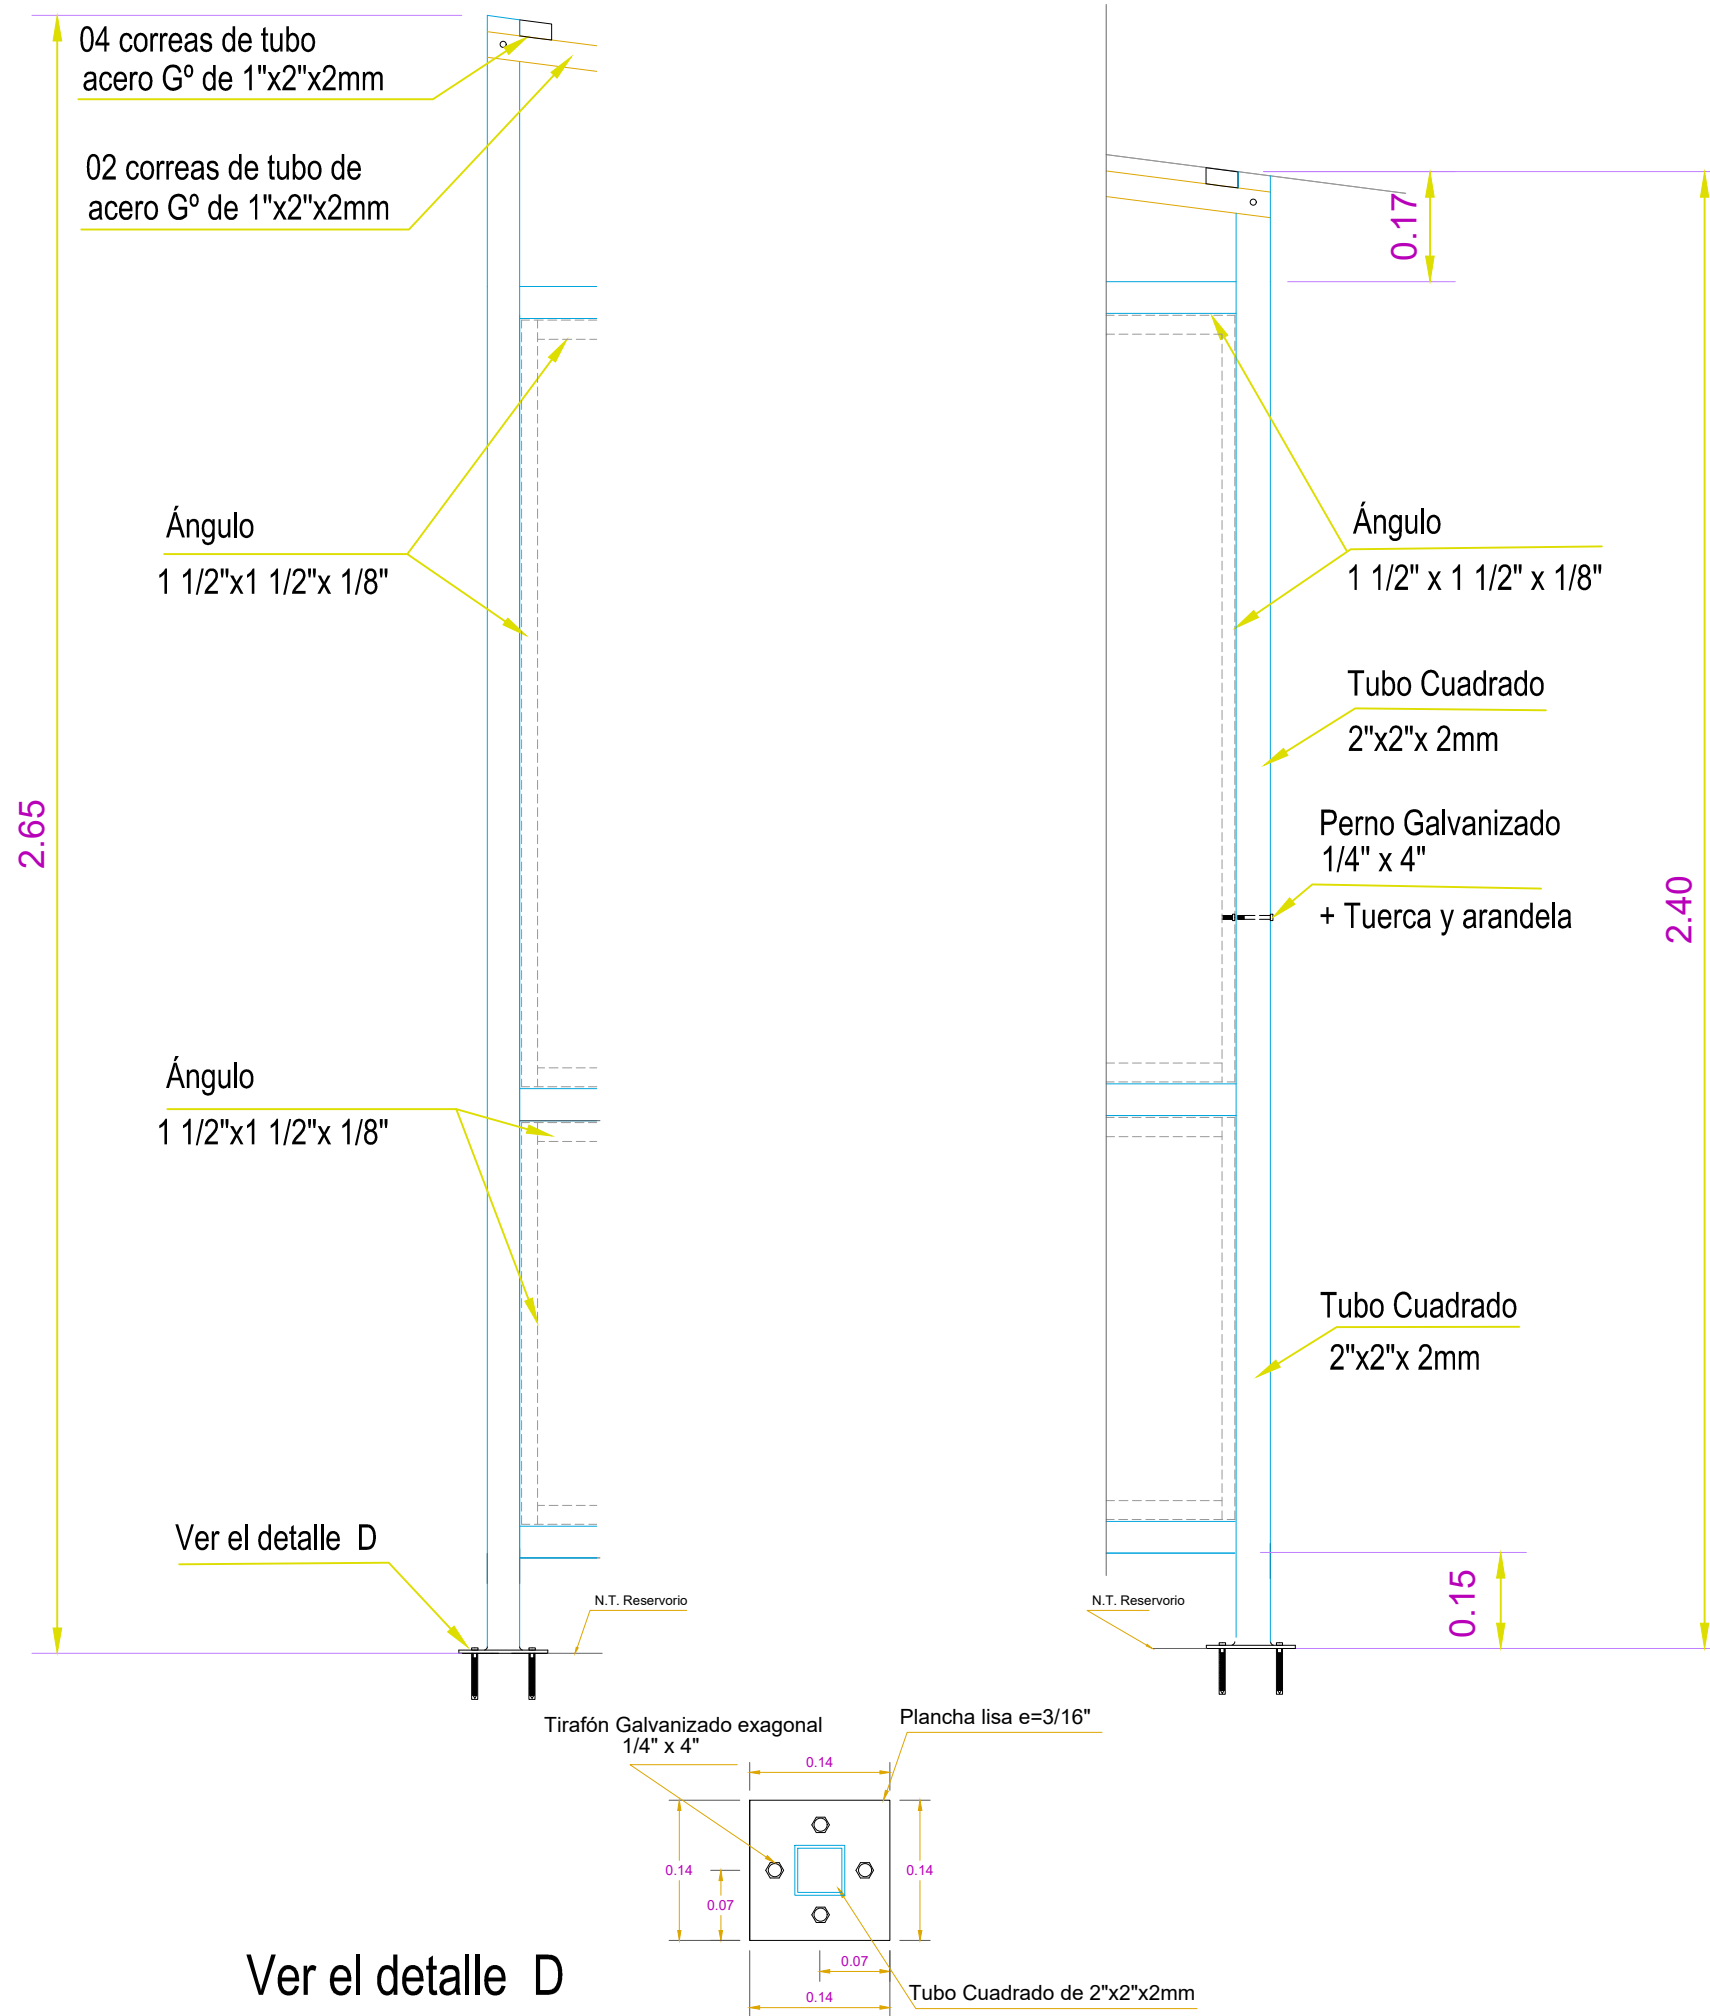 04 correas de tubo
acero Gº de 1"x2"x2mm
02 correas de tubo de
acero Gº de 1"x2"x2mm
0.17
Ángulo
1 1/2"x1 1/2"x 1/8"
Ángulo
1 1/2" x 1 1/2" x 1/8"
Tubo Cuadrado
2"x2"x 2mm
2.65
Perno Galvanizado
1/4" x 4"
+ Tuerca y arandela
2.40
Ángulo
1 1/2"x1 1/2"x 1/8"
Tubo Cuadrado
2"x2"x 2mm
Ver el detalle D
N.T. Reservorio
N.T. Reservorio
0.15
Tirafón Galvanizado exagonal
1/4" x 4"
Plancha lisa e=3/16"
0.14
0.14
0.14
0.07
0.07
0.14
Tubo Cuadrado de 2"x2"x2mm
Ver el detalle D